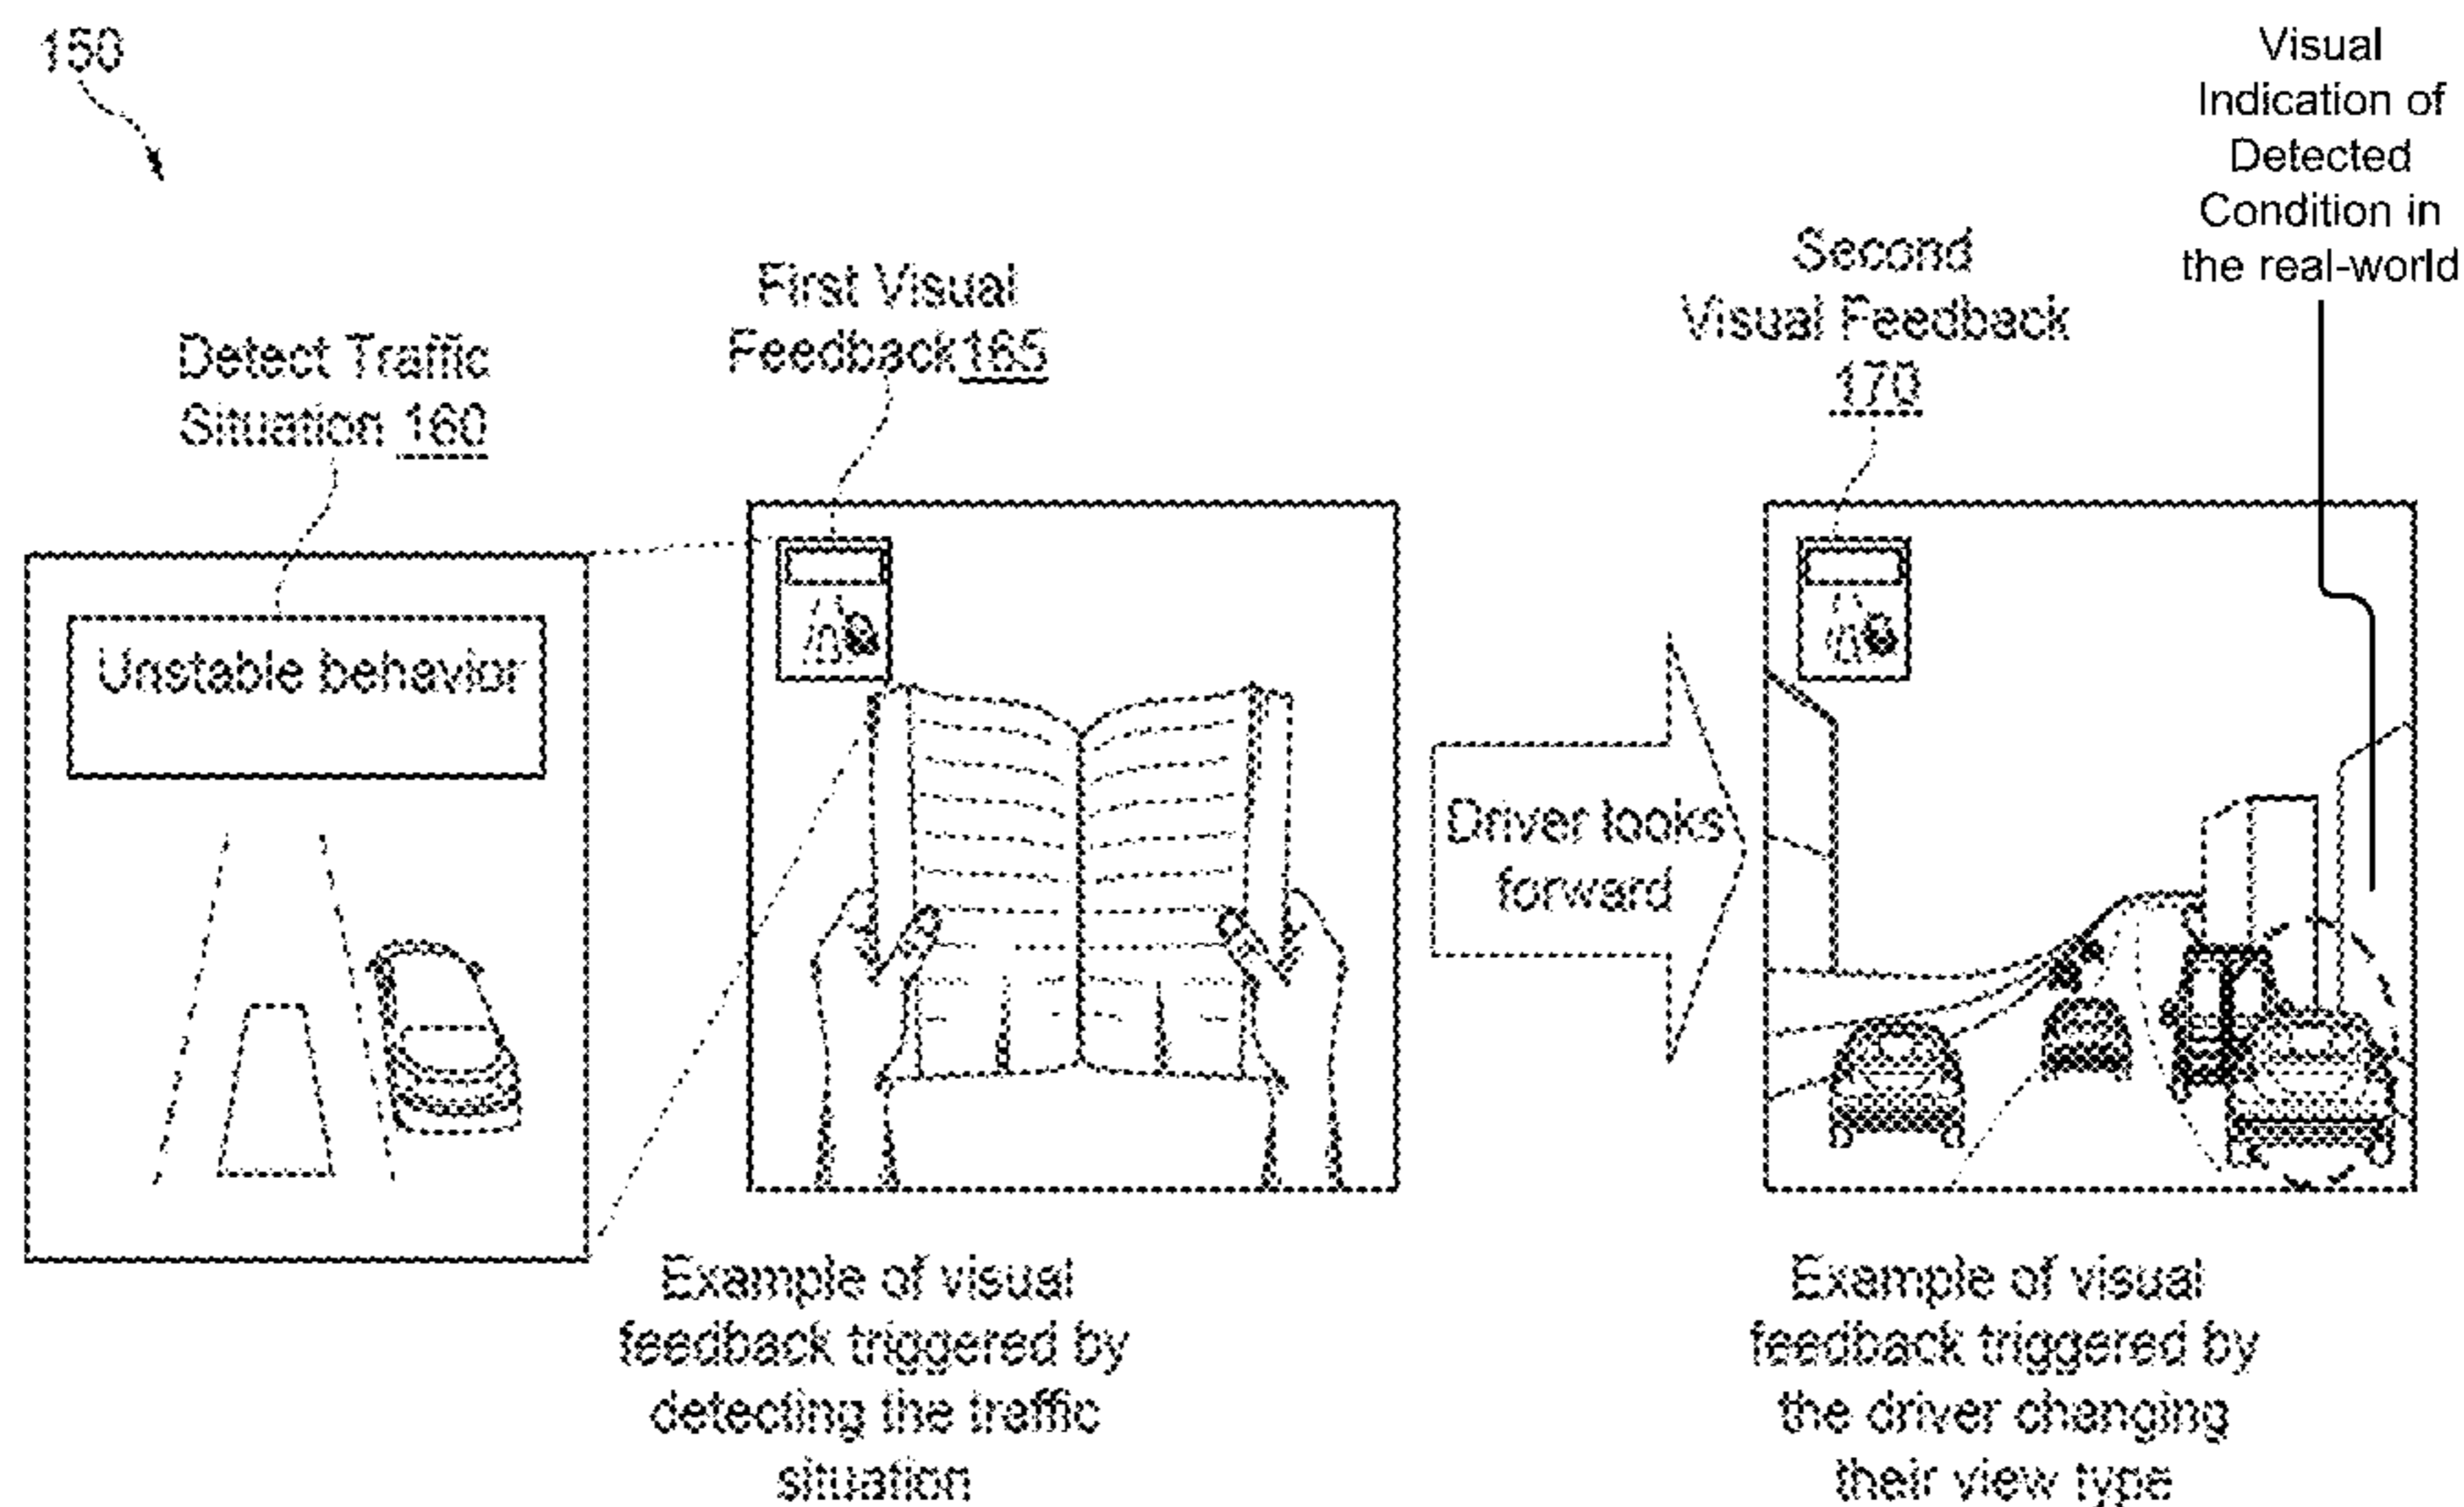 150
Visual
Indication of
Detected
Condition in
the real-world
Second
Visual Feedback
170
First Visual
Feedback 165
Detect Traffic
Situation 160
Unstable behavior
Driver looks
forward
Example of visual
feedback triggered by
detecting the traffic
situation
Example of visual
feedback triggered by
the driver changing
their view type